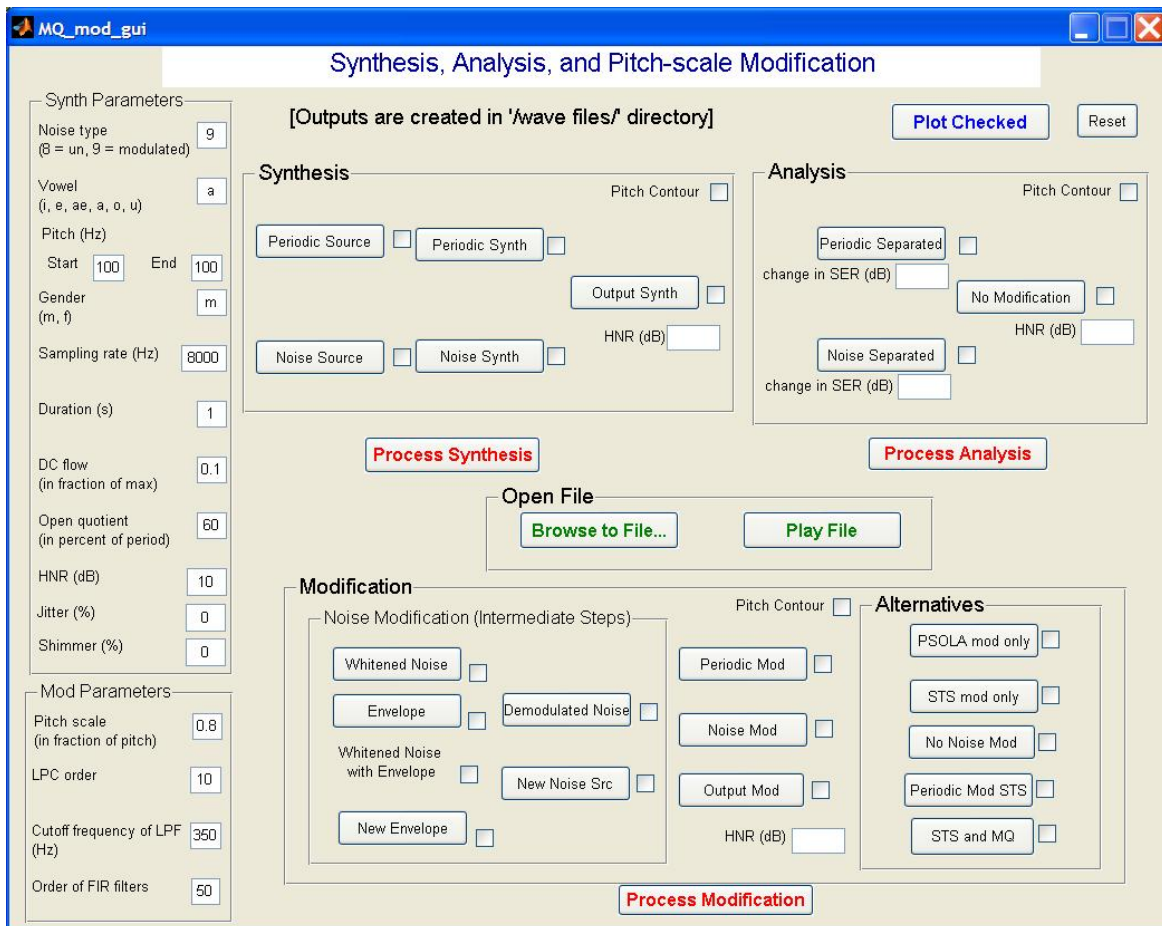 MQ_mod_gui
Synthesis, Analysis, and Pitch-scale Modification
Synth Parameters
Noise type
(8 = un, 9 = modulated)
9
Vowel
(i, e, ae, a, o, u)
a
Pitch (Hz)
Start
100
End
100
Gender
(m, f)
m
Sampling rate (Hz)
8000
Duration (s)
1
DC flow
(in fraction of max)
0.1
Open quotient
(in percent of period)
60
HNR (dB)
10
Jitter (%)
0
Shimmer (%)
0
Mod Parameters
Pitch scale
(in fraction of pitch)
0.8
LPC order
10
Cutoff frequency of LPF
(Hz)
350
Order of FIR filters
50
[Outputs are created in '/wave files/' directory]
Plot Checked
Reset
Synthesis
Pitch Contour
Periodic Source
Periodic Synth
Output Synth
HNR (dB)
Noise Source
Noise Synth
Process Synthesis
Analysis
Pitch Contour
Periodic Separated
change in SER (dB)
No Modification
HNR (dB)
Noise Separated
change in SER (dB)
Process Analysis
Open File
Browse to File...
Play File
Modification
Noise Modification (Intermediate Steps)
Whitened Noise
Envelope
Demodulated Noise
Whitened Noise
with Envelope
New Noise Src
New Envelope
Pitch Contour
Periodic Mod
Noise Mod
Output Mod
HNR (dB)
Alternatives
PSOLA mod only
STS mod only
No Noise Mod
Periodic Mod STS
STS and MQ
Process Modification